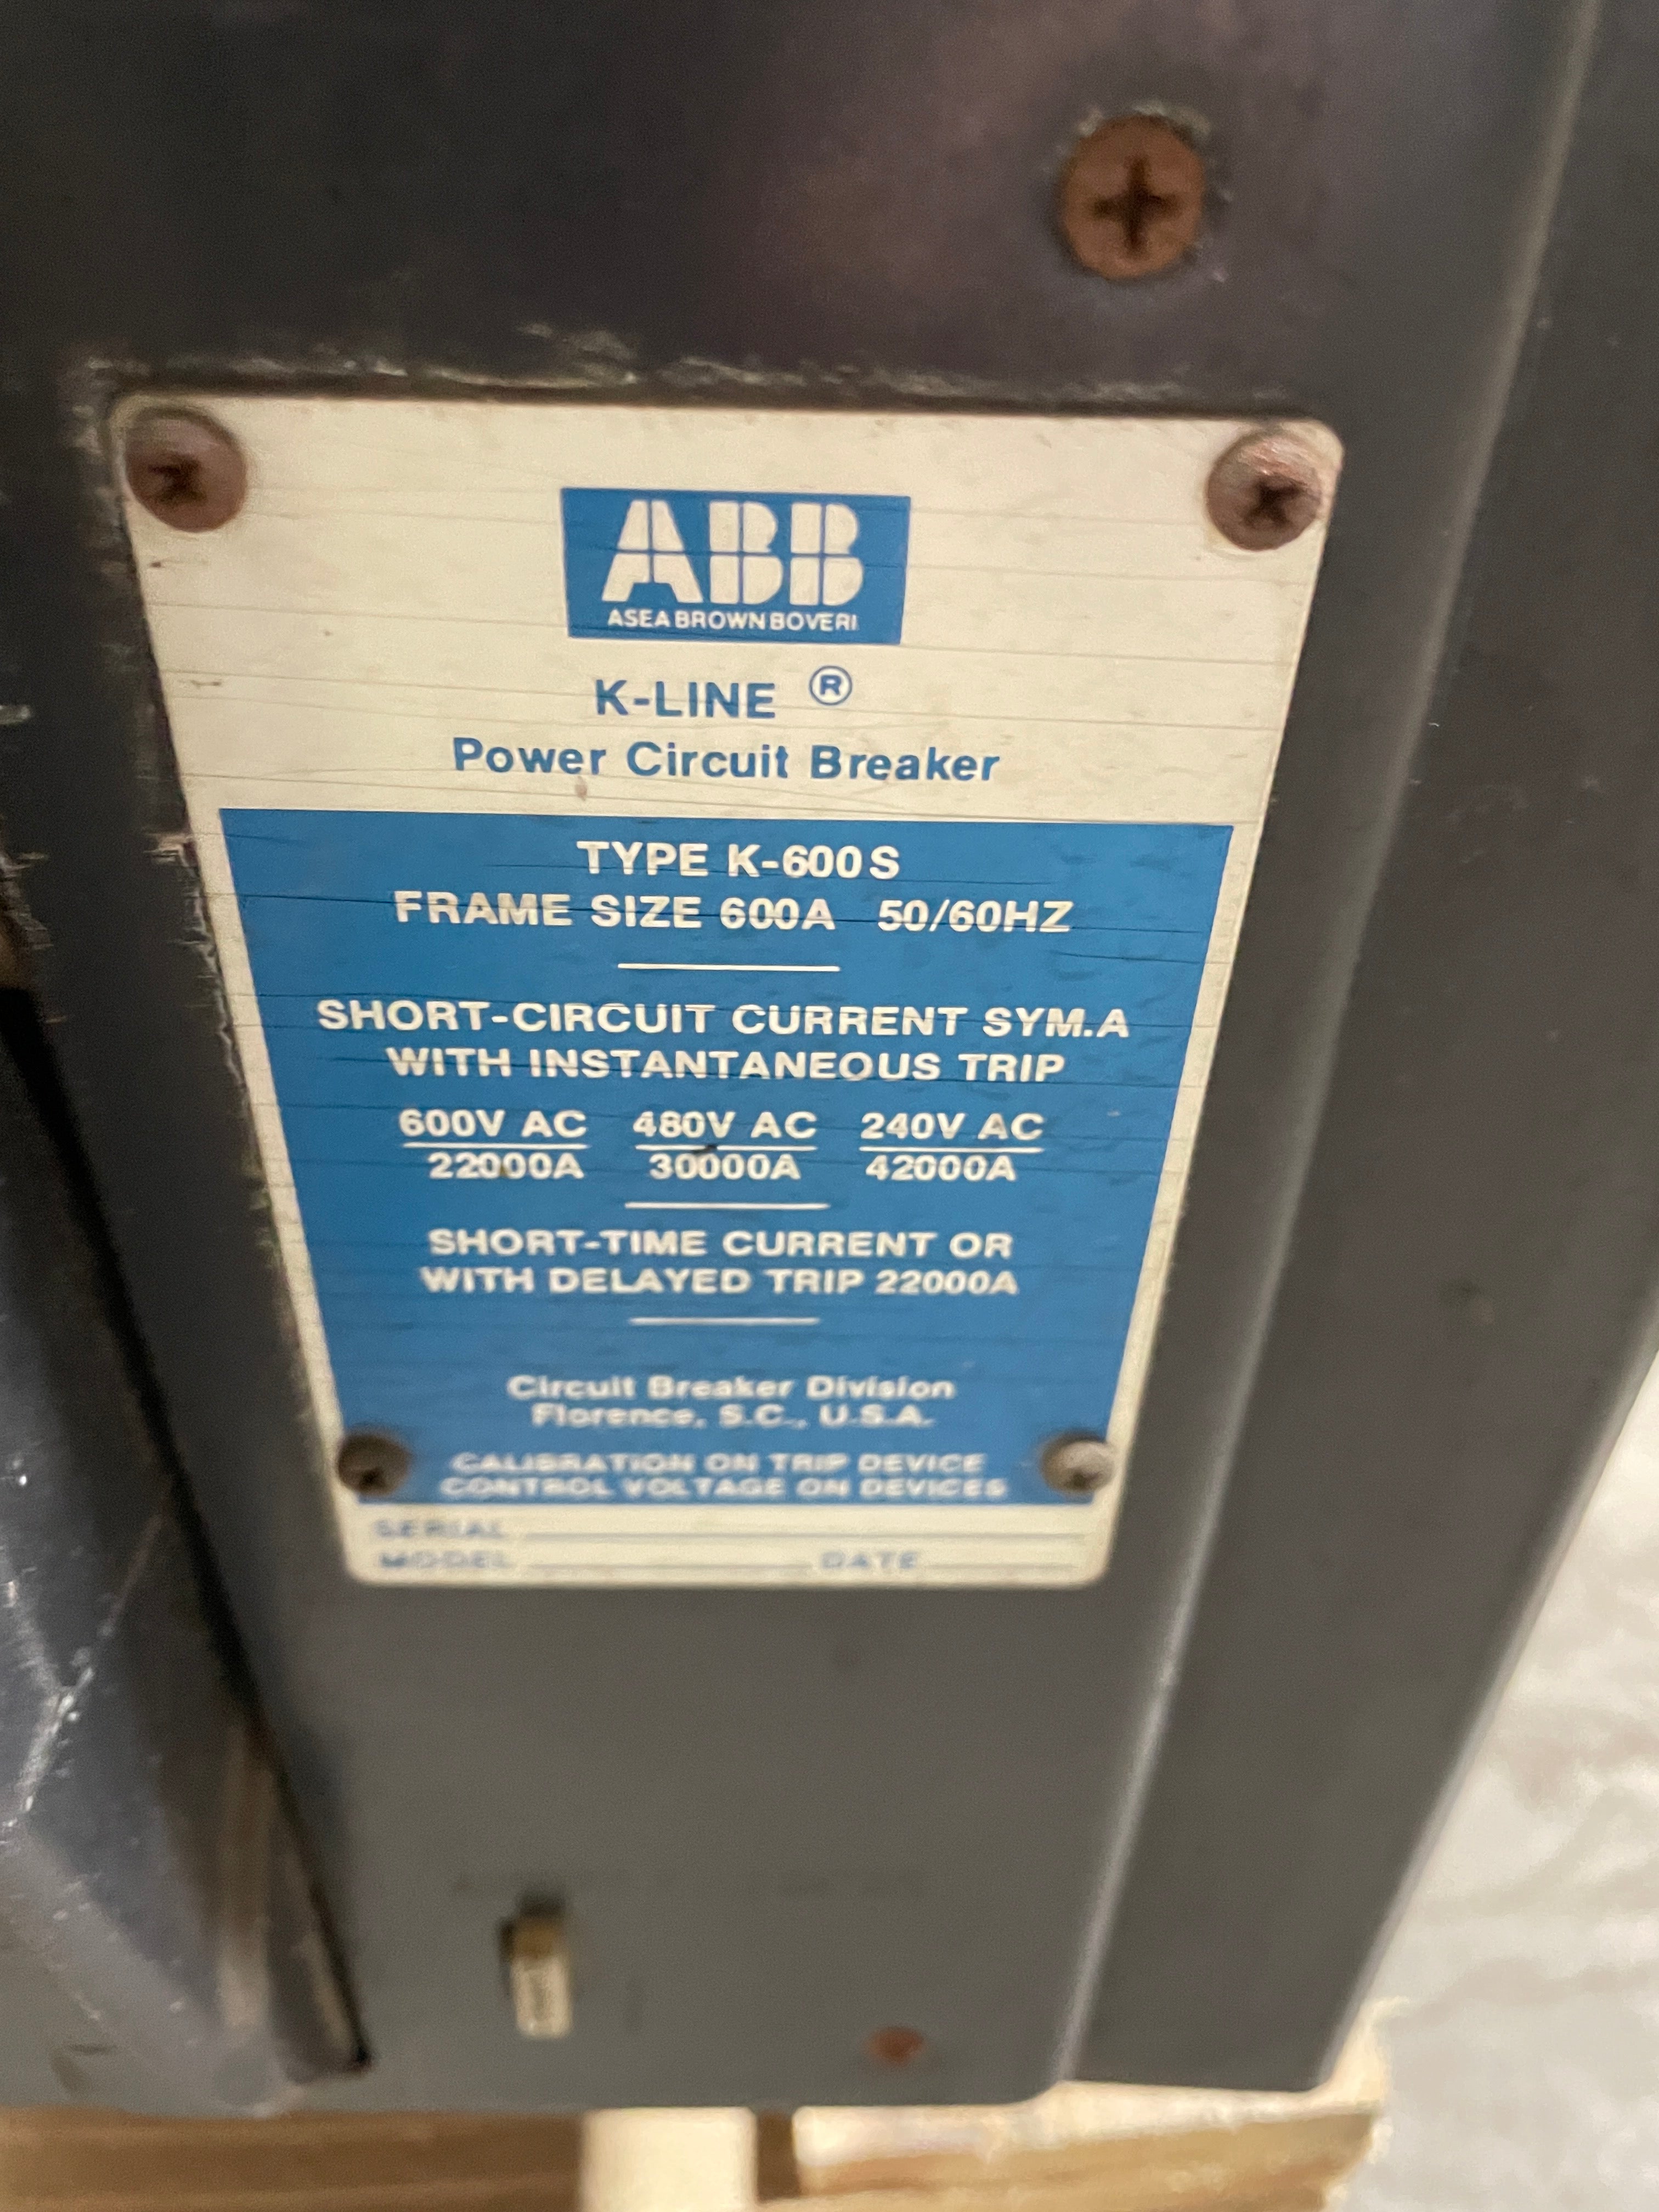 ABB
ASEA BROWN BOVERI
K-LINE ®
Power Circuit Breaker
TYPE K-600S
FRAME SIZE 600A 50/60HZ
SHORT-CIRCUIT CURRENT SYM.A
WITH INSTANTANEOUS TRIP
600V AC 480V AC 240V AC
22000A 30000A 42000A
SHORT-TIME CURRENT OR
WITH DELAYED TRIP 22000A
Circuit Breaker Division
Florence, S.C., U.S.A.
CALIBRATION ON TRIP DEVICE
CONTROL VOLTAGE ON DEVICES
SERIAL
MODEL DATE